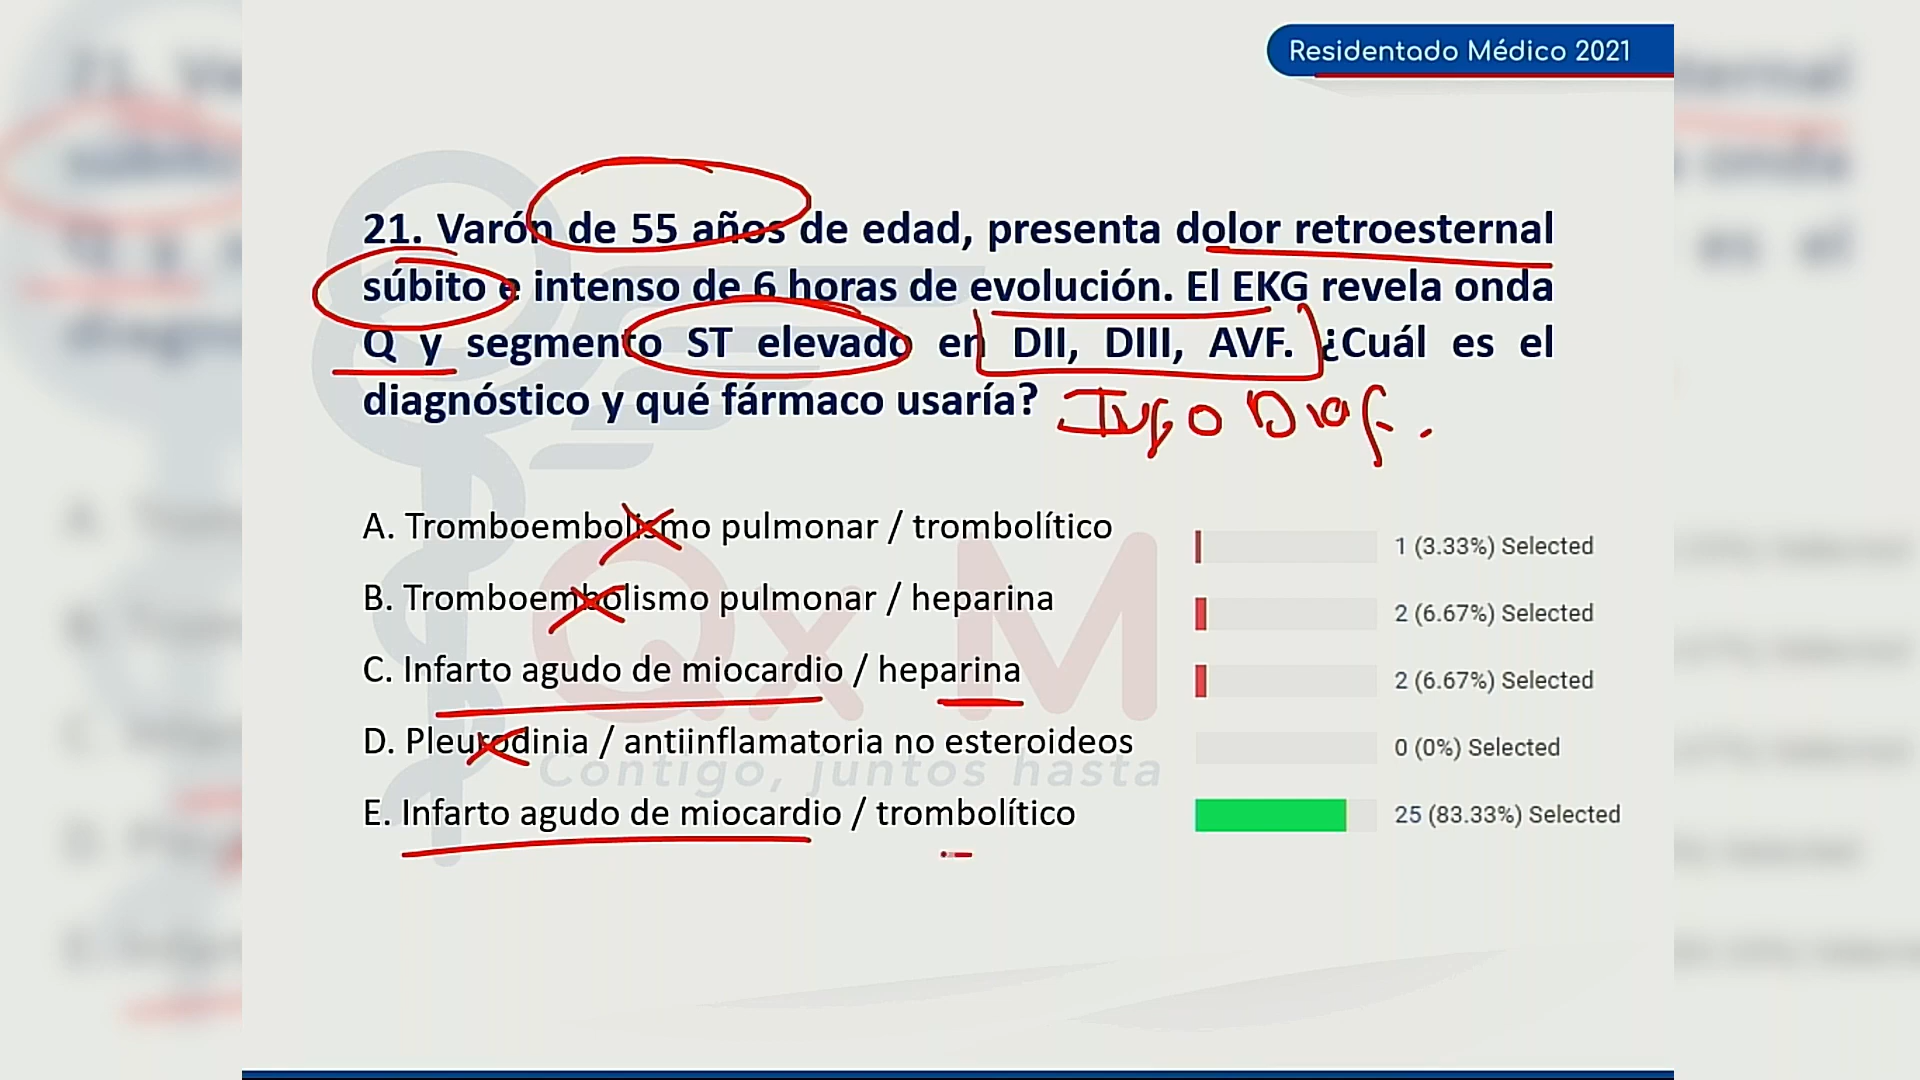 Residentado Médico 2021
21. Varón de 55 años de edad, presenta dolor retroesternal
súbito e intenso de 6 horas de evolución. El EKG revela onda
Q y segmento ST elevado en DII, DIII, AVF. ¿Cuál es el
diagnóstico y qué fármaco usaría?
A. Tromboembolismo pulmonar / trombolítico
1 (3.33%) Selected
B. Tromboembolismo pulmonar / heparina
2 (6.67%) Selected
C. Infarto agudo de miocardio / heparina
2 (6.67%) Selected
D. Pleurodinia / antiinflamatoria no esteroideos
0 (0%) Selected
E. Infarto agudo de miocardio / trombolítico
25 (83.33%) Selected
QxM
Contigo, juntos hasta